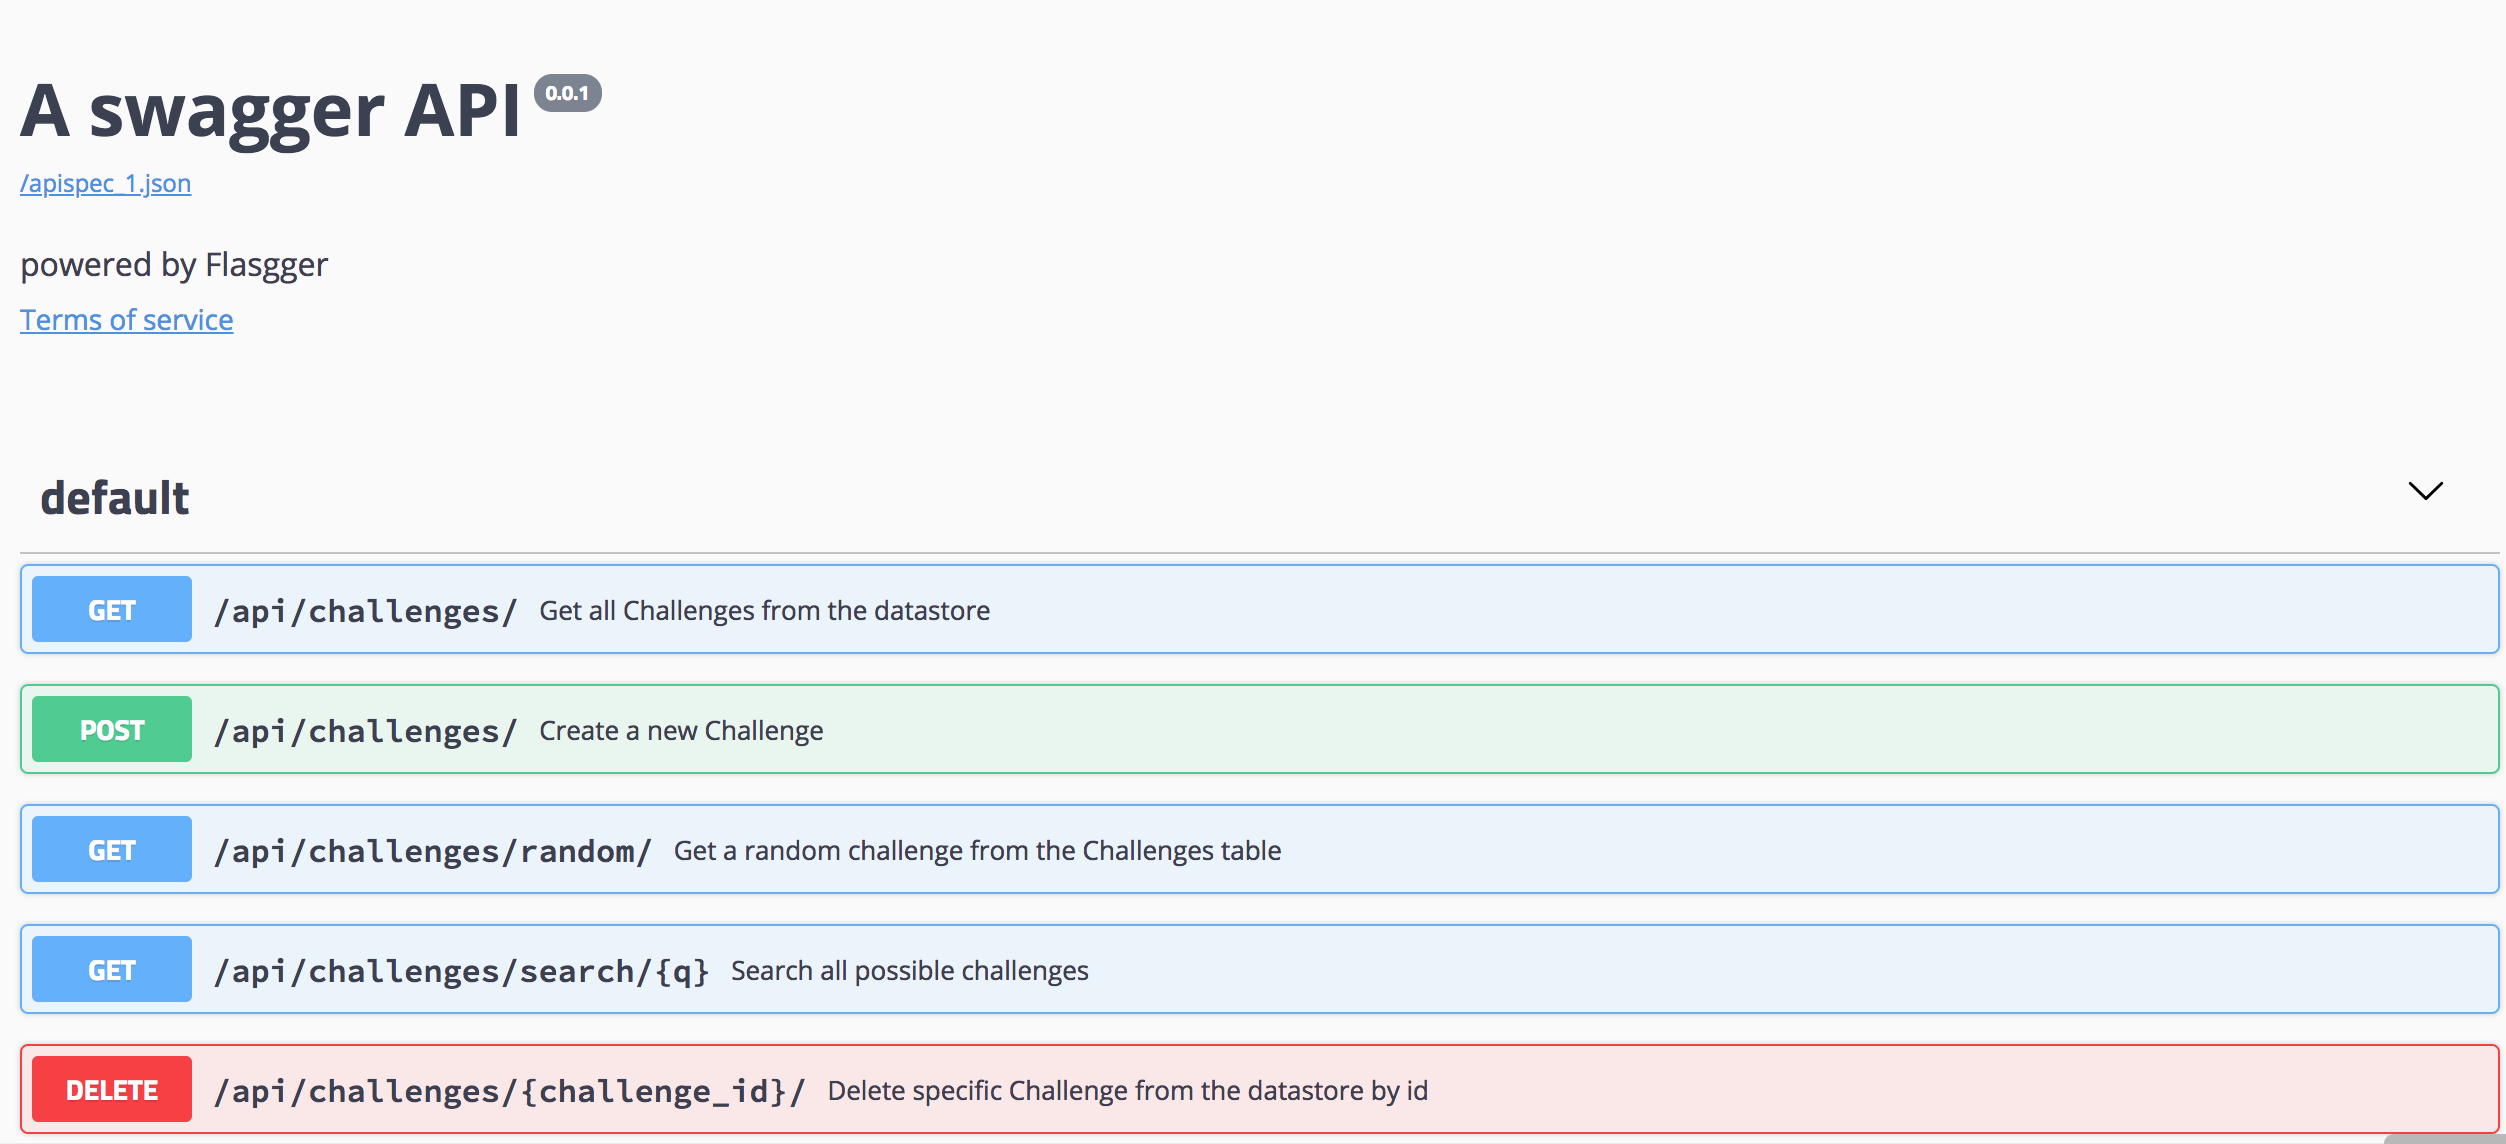 A swagger API 0.0.1
/apispec_1.json
powered by Flasgger
Terms of service
default
GET /api/challenges/ Get all Challenges from the datastore
POST /api/challenges/ Create a new Challenge
GET /api/challenges/random/ Get a random challenge from the Challenges table
GET /api/challenges/search/{q} Search all possible challenges
DELETE /api/challenges/{challenge_id}/ Delete specific Challenge from the datastore by id